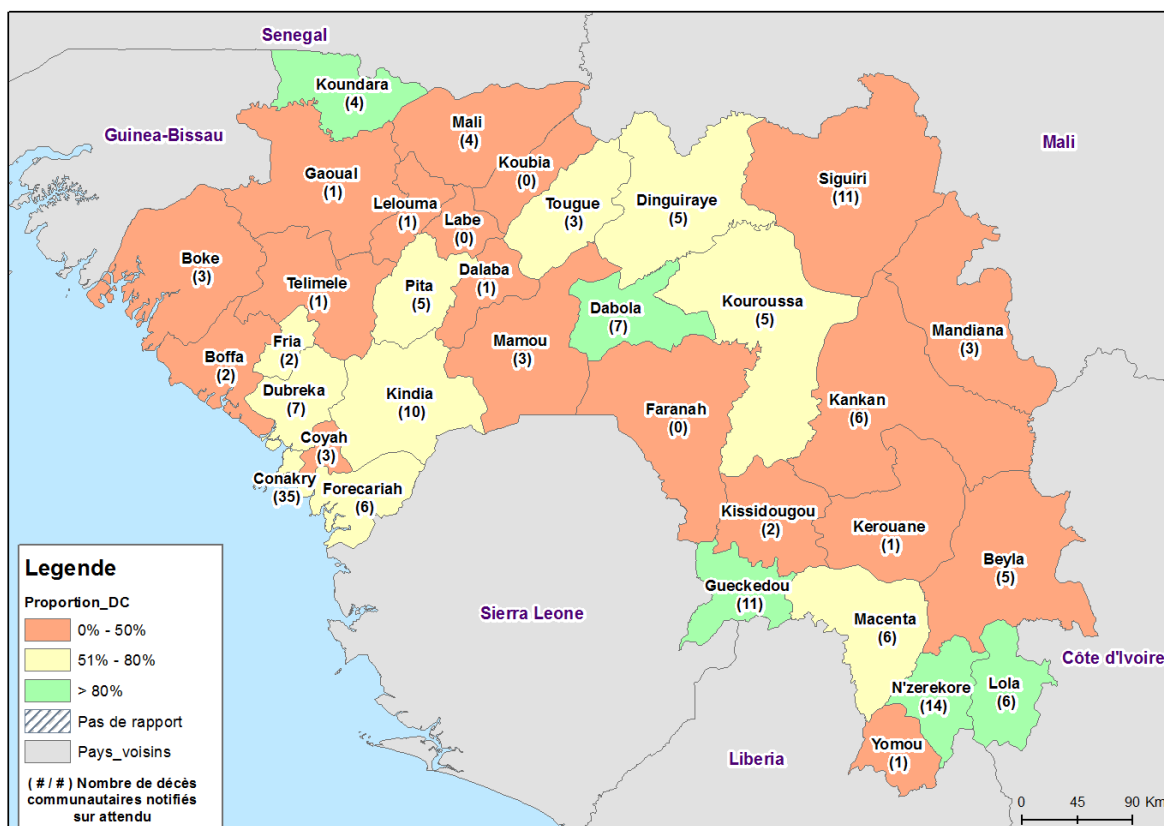 Senegal
Koundara
(4)
Guinea-Bissau
Mali
(4)
Mali
Koubia
(0)
Gaoual
(1)
Siguiri
(11)
Lelouma
(1)
Labe
(0)
Tougue
(3)
Dinguiraye
(5)
Boke
(3)
Telimele
(1)
Pita
(5)
Dalaba
(1)
Dabola
(7)
Kouroussa
(5)
Mandiana
(3)
Fria
(2)
Boffa
(2)
Mamou
(3)
Dubreka
(7)
Kindia
(10)
Kankan
(6)
Faranah
(0)
Coyah
(3)
Conakry
(35)
Forecariah
(6)
Kissidougou
(2)
Kerouane
(1)
Beyla
(5)
Gueckedou
(11)
Sierra Leone
Macenta
(6)
Côte d'Ivoire
N'zerekore
(14)
Lola
(6)
Yomou
(1)
Liberia
Legende
Proportion_DC
0% - 50%
51% - 80%
> 80%
Pas de rapport
Pays_voisins
( # / # ) Nombre de décès
communautaires notifiés
sur attendu
0 45 90 Km